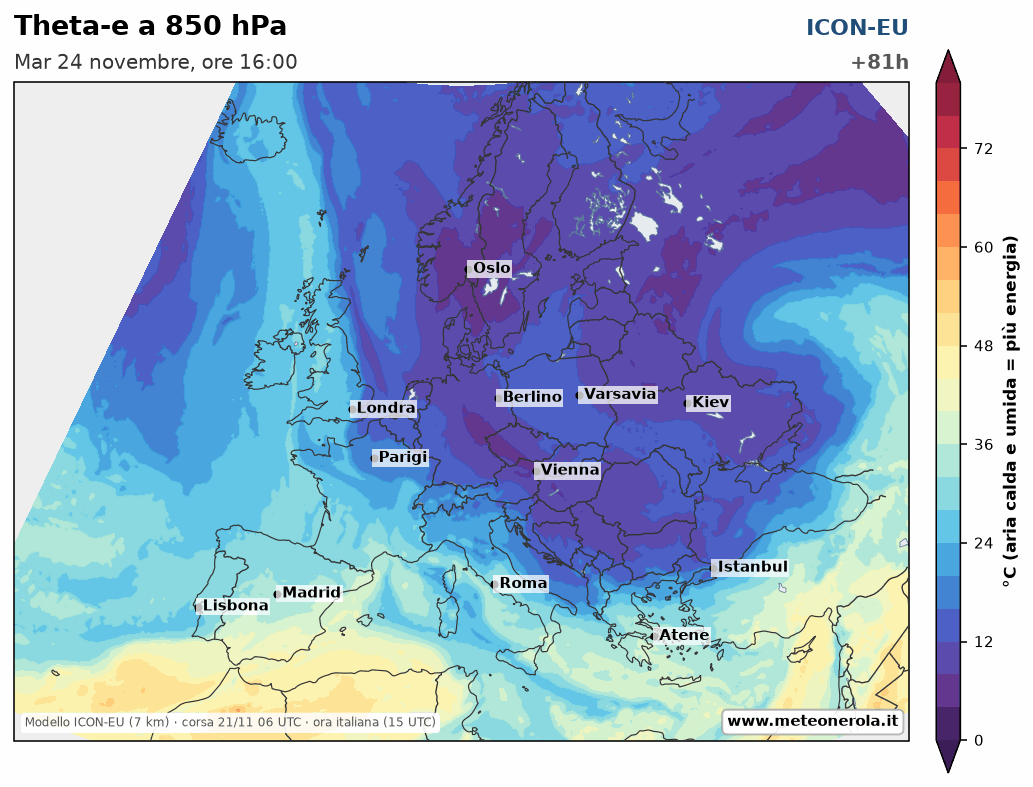 Theta-e a 850 hPa
ICON-EU
Mar 24 novembre, ore 16:00
+81h
72
60
48
36
24
12
0
°C (aria calda e umida = più energia)
Oslo
Berlino
Varsavia
Kiev
Londra
Parigi
Vienna
Istanbul
Roma
Madrid
Lisbona
Atene
Modello ICON-EU (7 km) · corsa 21/11 06 UTC · ora italiana (15 UTC)
www.meteonerola.it